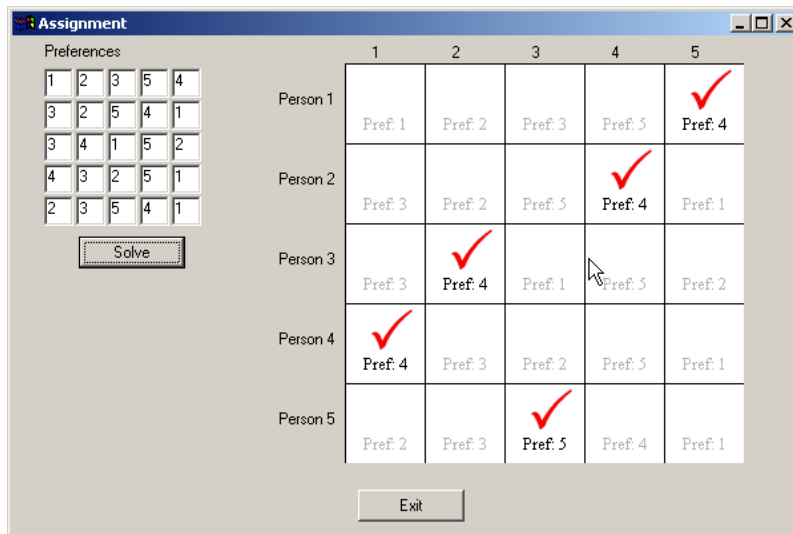 Assignment
Preferences
1 2 3 4 5
1 2 3 5 4
3 2 5 4 1
3 4 1 5 2
4 3 2 5 1
2 3 5 4 1
Solve
Person 1
Pref: 1 Pref: 2 Pref: 3 Pref: 5 Pref: 4
Person 2
Pref: 3 Pref: 2 Pref: 5 Pref: 4 Pref: 1
Person 3
Pref: 3 Pref: 4 Pref: 1 Pref: 5 Pref: 2
Person 4
Pref: 4 Pref: 3 Pref: 2 Pref: 5 Pref: 1
Person 5
Pref: 2 Pref: 3 Pref: 5 Pref: 4 Pref: 1
Exit